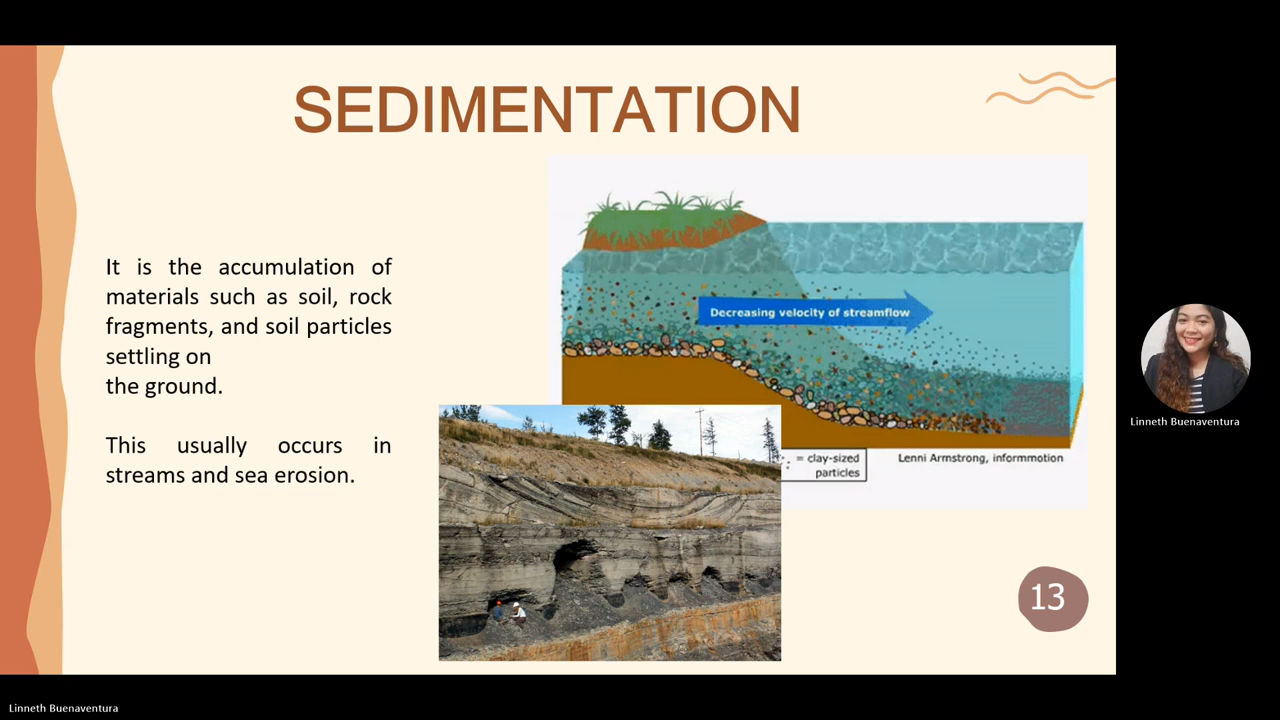 SEDIMENTATION
It is the accumulation of
materials such as soil, rock
fragments, and soil particles
settling on
the ground.
This usually occurs in
streams and sea erosion.
Decreasing velocity of streamflow
= clay-sized
particles
Lenni Armstrong, informmotion
13
Linneth Buenaventura
Linneth Buenaventura